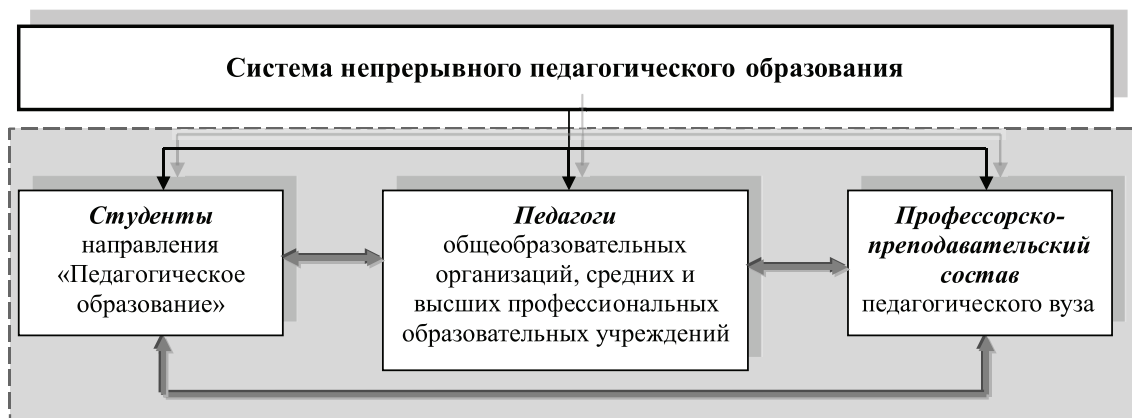 Система непрерывного педагогического образования
Студенты
направления
«Педагогическое
образование»
Педагоги
общеобразовательных
организаций, средних и
высших профессиональных
образовательных учреждений
Профессорско-
преподавательский
состав
педагогического вуза